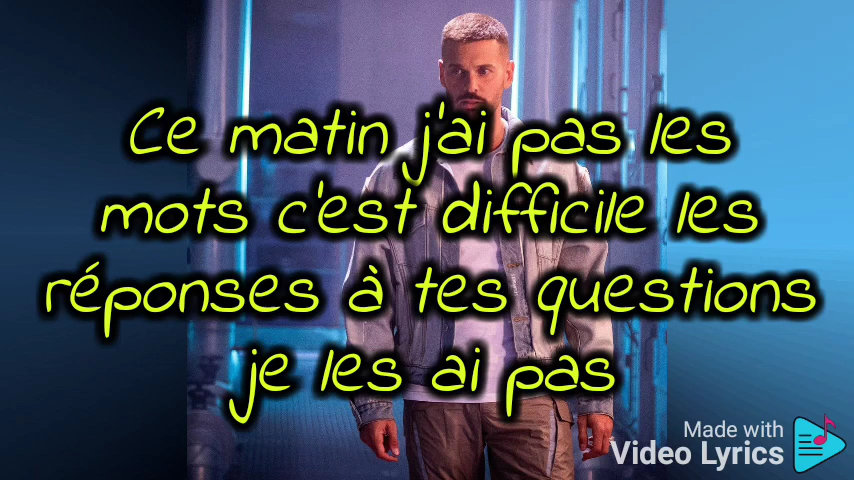 Ce matin j'ai pas les
mots c'est difficile les
réponses à tes questions
je les ai pas
Made with
Video Lyrics